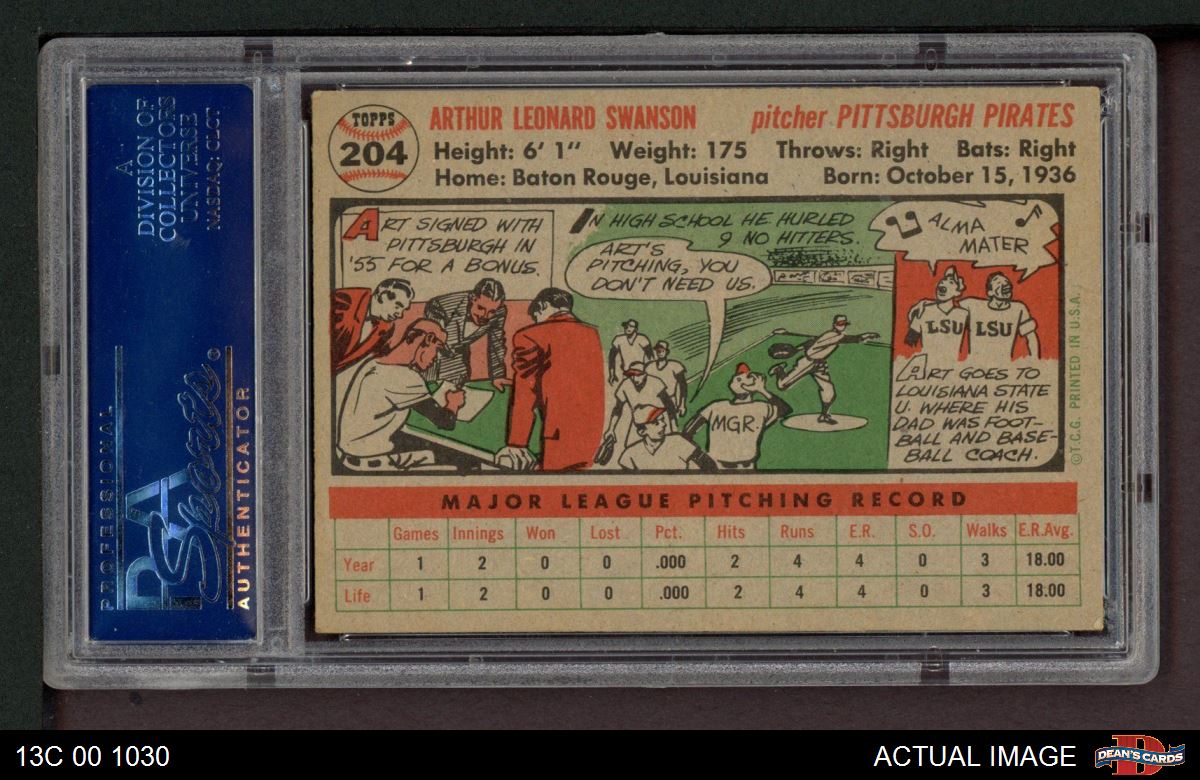 A
DIVISION OF
COLLECTORS
UNIVERSE
NASDAQ: CLCT
PROFESSIONAL
PSA
Sports
AUTHENTICATOR
TOPPS
204
ARTHUR LEONARD SWANSON pitcher PITTSBURGH PIRATES
Height: 6' 1" Weight: 175 Throws: Right Bats: Right
Home: Baton Rouge, Louisiana Born: October 15, 1936
ART SIGNED WITH
PITTSBURGH IN
'55 FOR A BONUS.
IN HIGH SCHOOL HE HURLED
9 NO HITTERS.
ART'S
PITCHING, YOU
DON'T NEED US.
MGR.
ALMA
MATER
LSU LSU
ART GOES TO
LOUISIANA STATE
U. WHERE HIS
DAD WAS FOOT-
BALL AND BASE-
BALL COACH.
©T.C.G. PRINTED IN U.S.A.
MAJOR LEAGUE PITCHING RECORD
Games Innings Won Lost Pct. Hits Runs E.R. S.O. Walks E.R.Avg.
Year 1 2 0 0 .000 2 4 4 0 3 18.00
Life 1 2 0 0 .000 2 4 4 0 3 18.00
13C 00 1030
ACTUAL IMAGE
D
DEAN'S CARDS